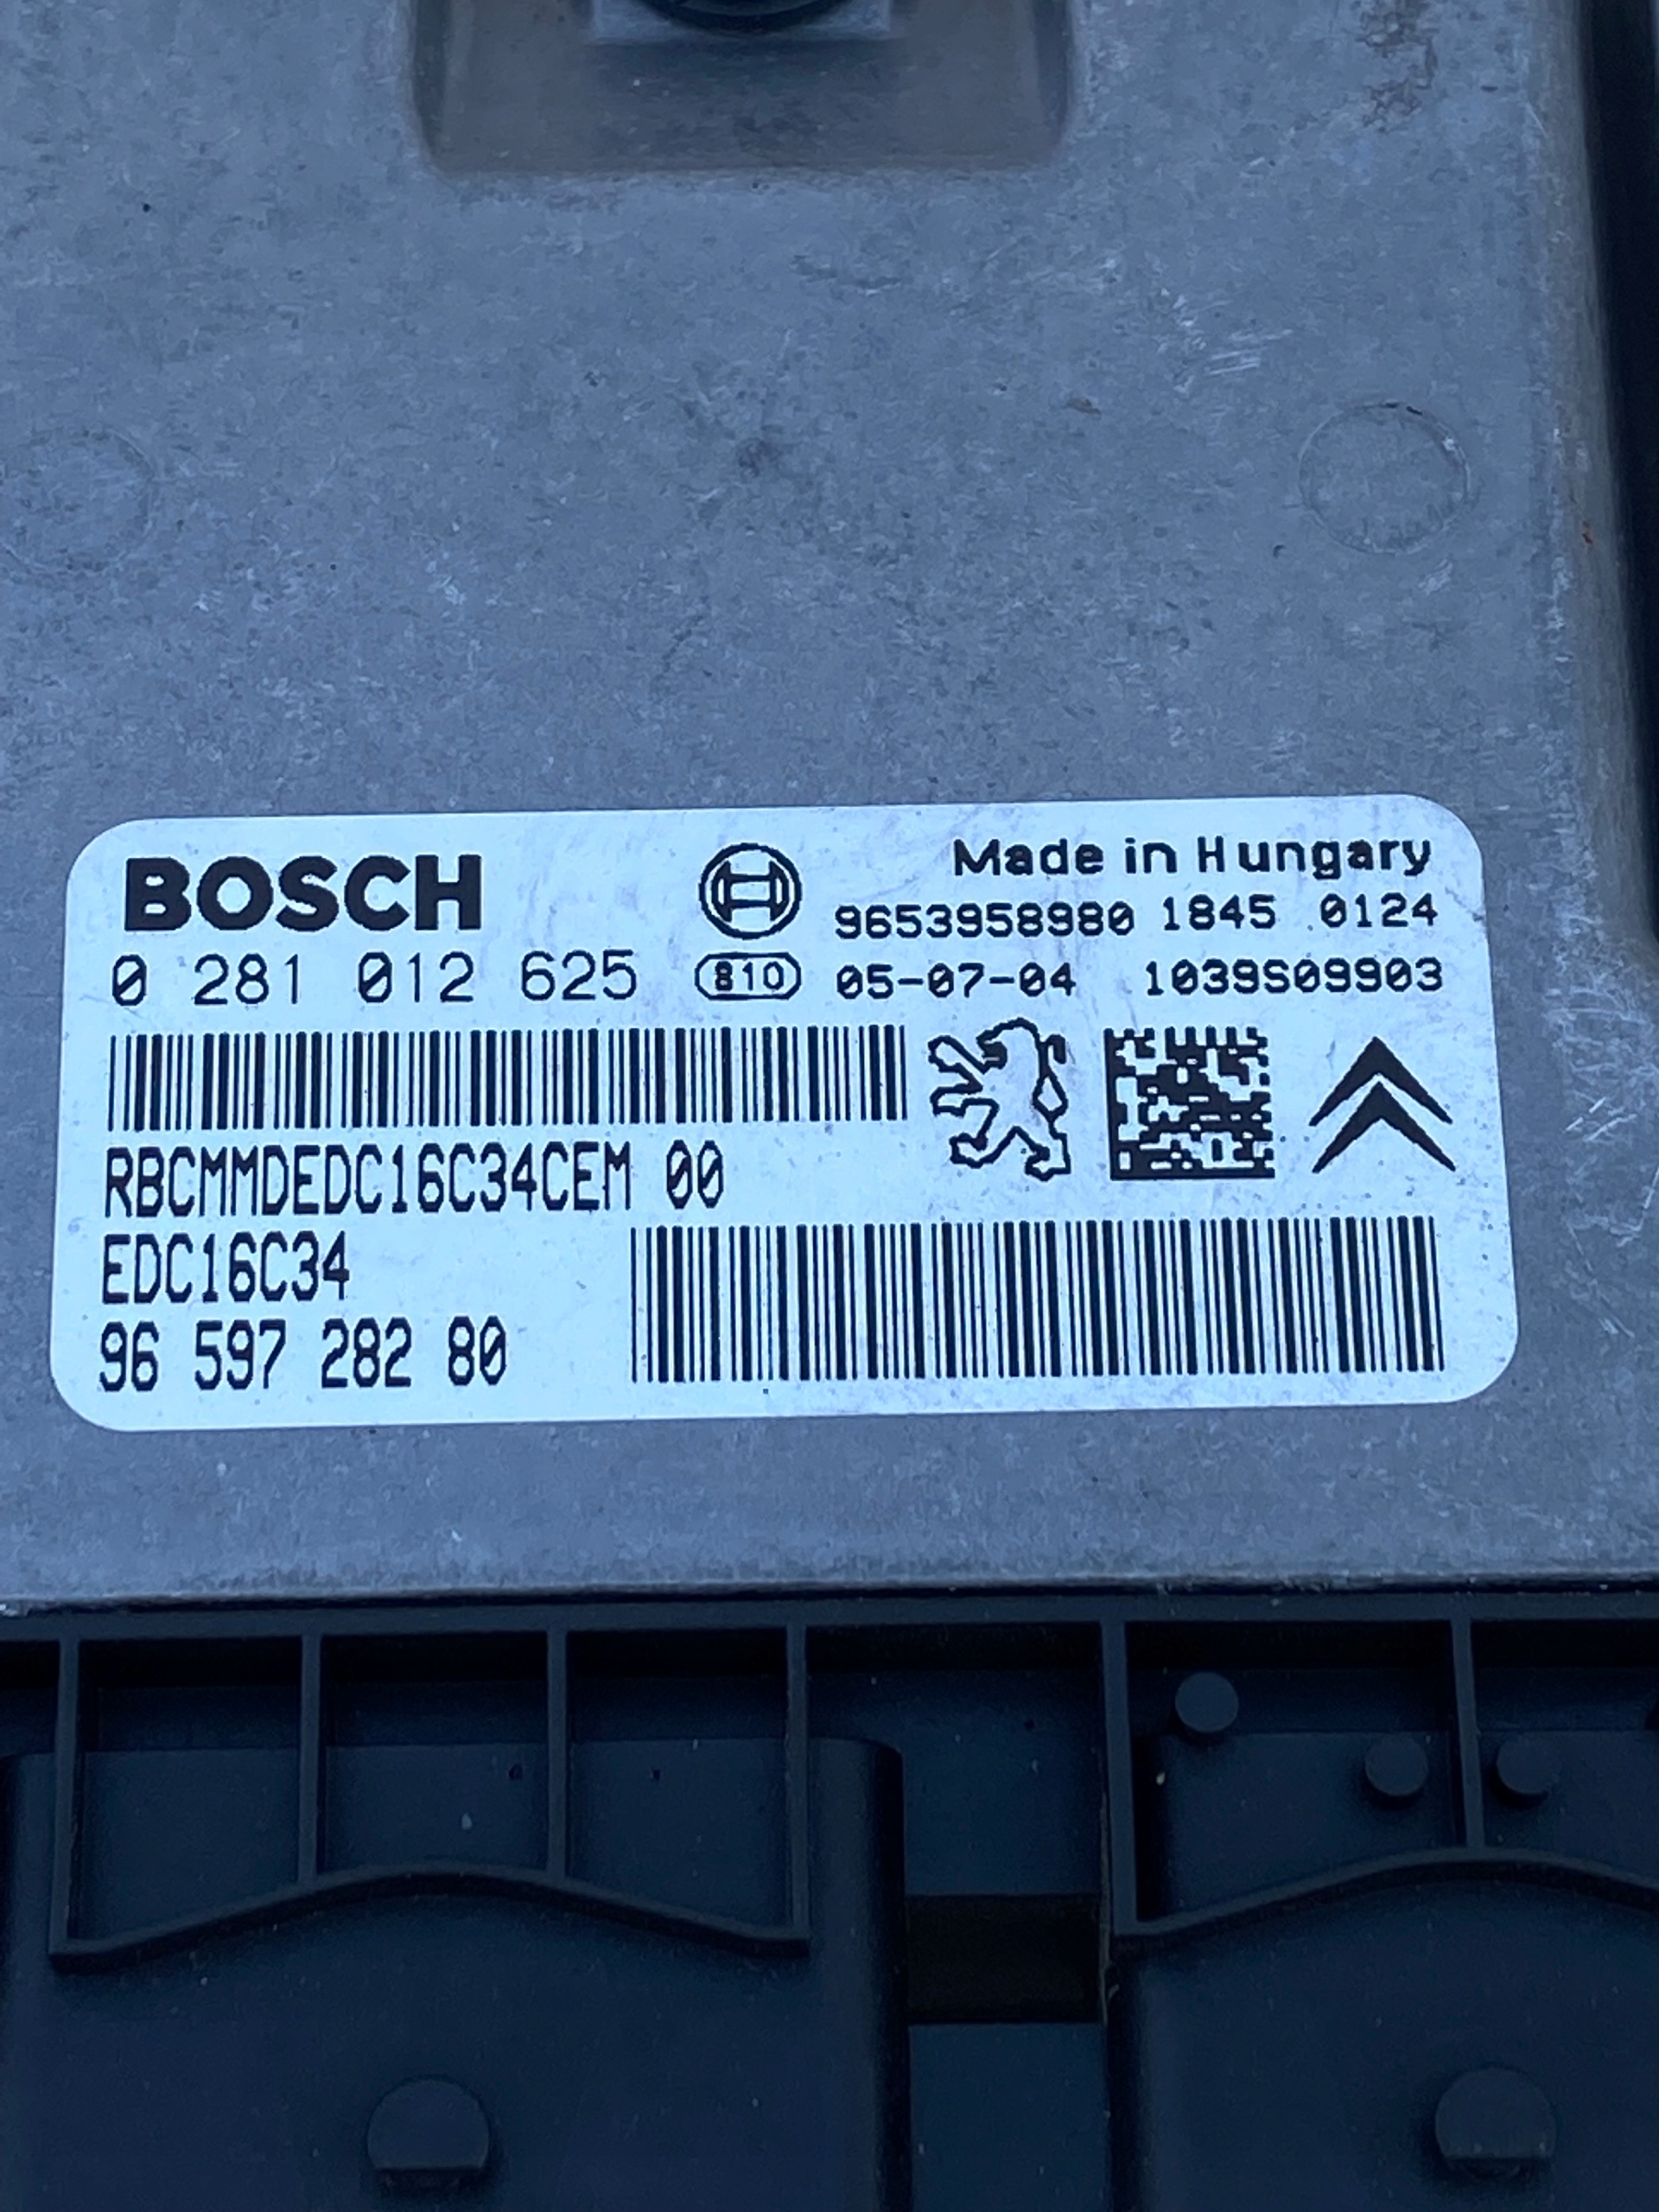 BOSCH
Made in Hungary
9653958980 1845 0124
0 281 012 625
810
05-07-04 1039S09903
RBCMMDEDC16C34CEM 00
EDC16C34
96 597 282 80